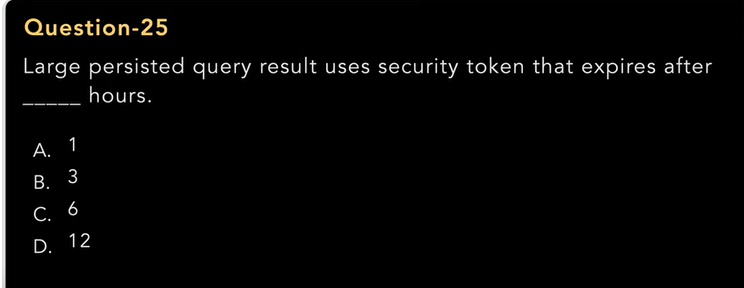 Question-25
Large persisted query result uses security token that expires after
_____ hours.
A. 1
B. 3
C. 6
D. 12